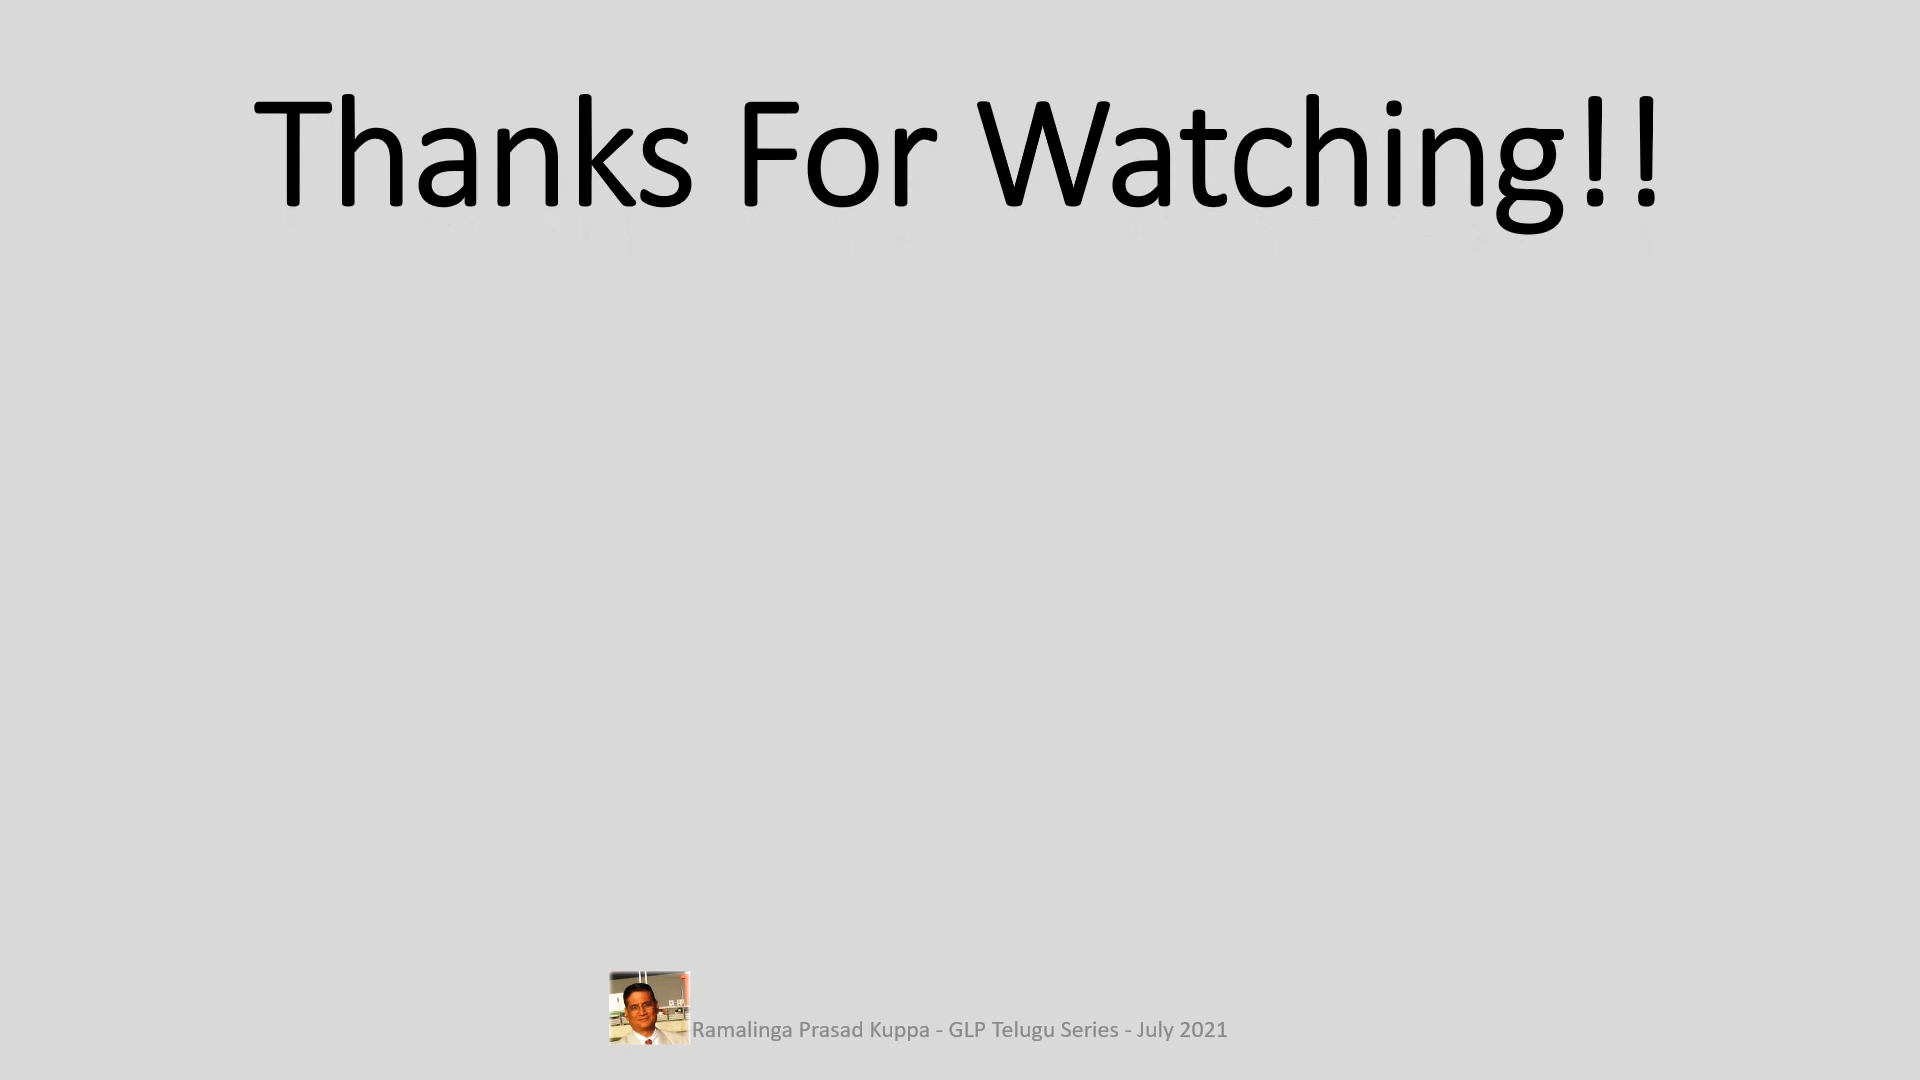 Thanks For Watching!!
Ramalinga Prasad Kuppa - GLP Telugu Series - July 2021